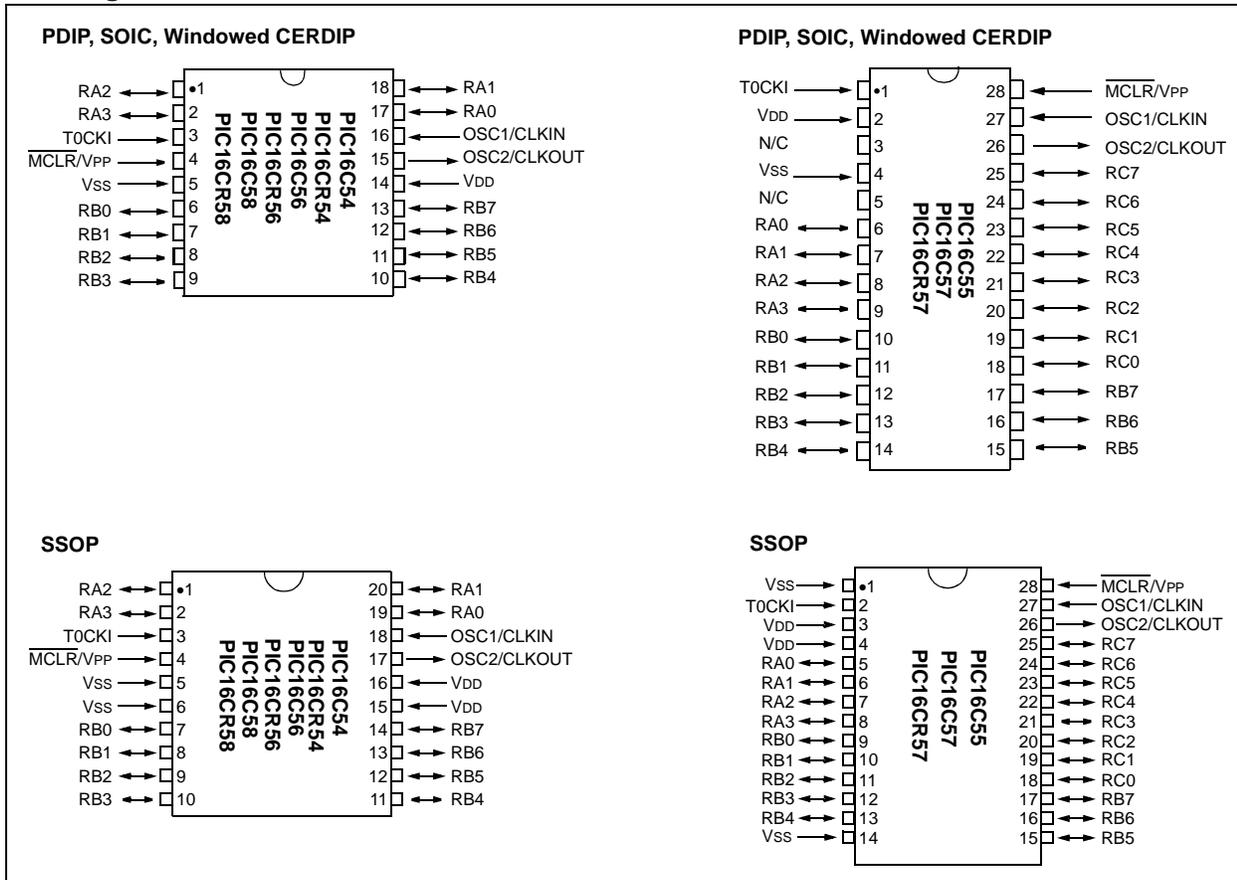 PDIP, SOIC, Windowed CERDIP
RA2 •1 18 RA1
RA3 2 17 RA0
T0CKI 3 16 OSC1/CLKIN
MCLR/VPP 4 15 OSC2/CLKOUT
VSS 5 14 VDD
RB0 6 13 RB7
RB1 7 12 RB6
RB2 8 11 RB5
RB3 9 10 RB4
PIC16C54
PIC16CR54
PIC16C56
PIC16CR56
PIC16C58
PIC16CR58
PDIP, SOIC, Windowed CERDIP
T0CKI •1 28 MCLR/VPP
VDD 2 27 OSC1/CLKIN
N/C 3 26 OSC2/CLKOUT
VSS 4 25 RC7
N/C 5 24 RC6
RA0 6 23 RC5
RA1 7 22 RC4
RA2 8 21 RC3
RA3 9 20 RC2
RB0 10 19 RC1
RB1 11 18 RC0
RB2 12 17 RB7
RB3 13 16 RB6
RB4 14 15 RB5
PIC16C55
PIC16C57
PIC16CR57
SSOP
RA2 •1 20 RA1
RA3 2 19 RA0
T0CKI 3 18 OSC1/CLKIN
MCLR/VPP 4 17 OSC2/CLKOUT
VSS 5 16 VDD
VSS 6 15 VDD
RB0 7 14 RB7
RB1 8 13 RB6
RB2 9 12 RB5
RB3 10 11 RB4
PIC16C54
PIC16CR54
PIC16C56
PIC16CR56
PIC16C58
PIC16CR58
SSOP
VSS •1 28 MCLR/VPP
T0CKI 2 27 OSC1/CLKIN
VDD 3 26 OSC2/CLKOUT
VDD 4 25 RC7
RA0 5 24 RC6
RA1 6 23 RC5
RA2 7 22 RC4
RA3 8 21 RC3
RB0 9 20 RC2
RB1 10 19 RC1
RB2 11 18 RC0
RB3 12 17 RB7
RB4 13 16 RB6
VSS 14 15 RB5
PIC16C55
PIC16C57
PIC16CR57